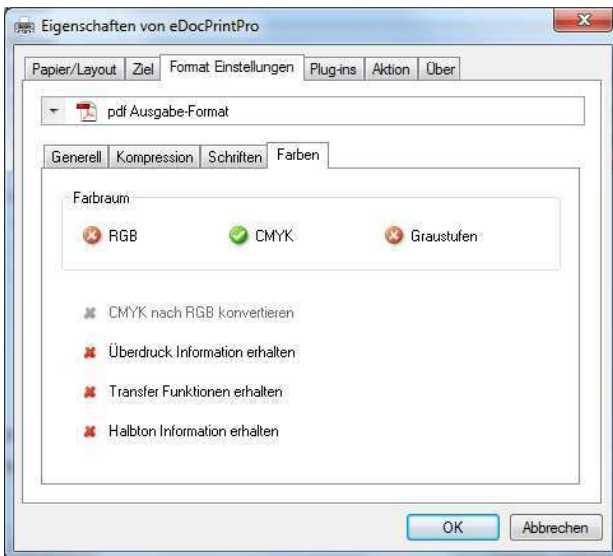 Eigenschaften von eDocPrintPro
Papier/Layout Ziel Format Einstellungen Plug-ins Aktion Über
pdf Ausgabe-Format
Generell Kompression Schriften Farben
Farbraum
RGB CMYK Graustufen
CMYK nach RGB konvertieren
Überdruck Information erhalten
Transfer Funktionen erhalten
Halbton Information erhalten
OK Abbrechen